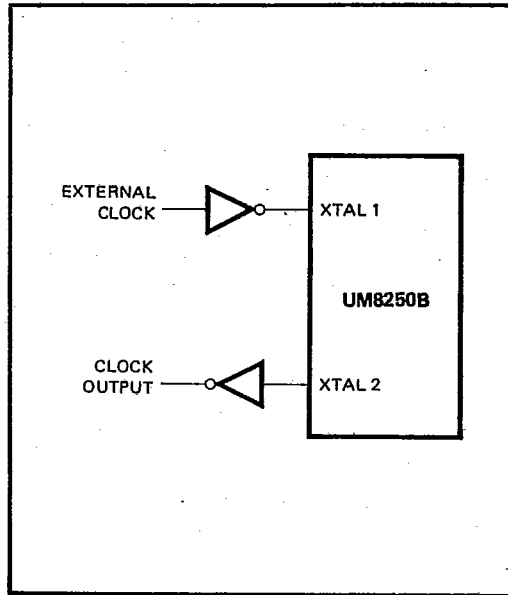 EXTERNAL
CLOCK
XTAL 1
UM8250B
CLOCK
OUTPUT
XTAL 2